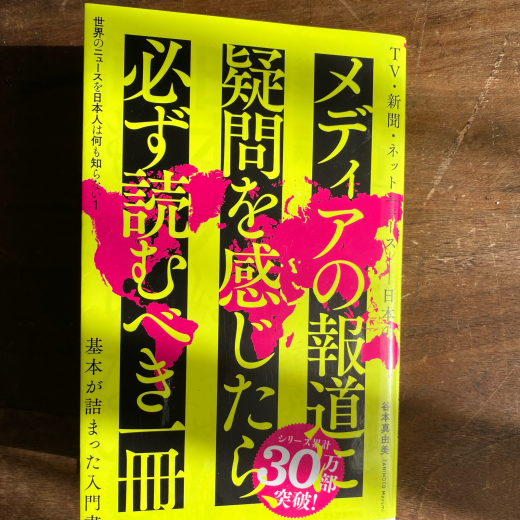 TV・新聞・ネット
ス
日本
メディアの報道に
疑問を感じたら
必ず読むべき一冊
世界のニュースを日本人は何も知らない1
基本が詰まった入門書
谷本真由美
TANIMOTO Mayumi
シリーズ累計
30万部
突破!